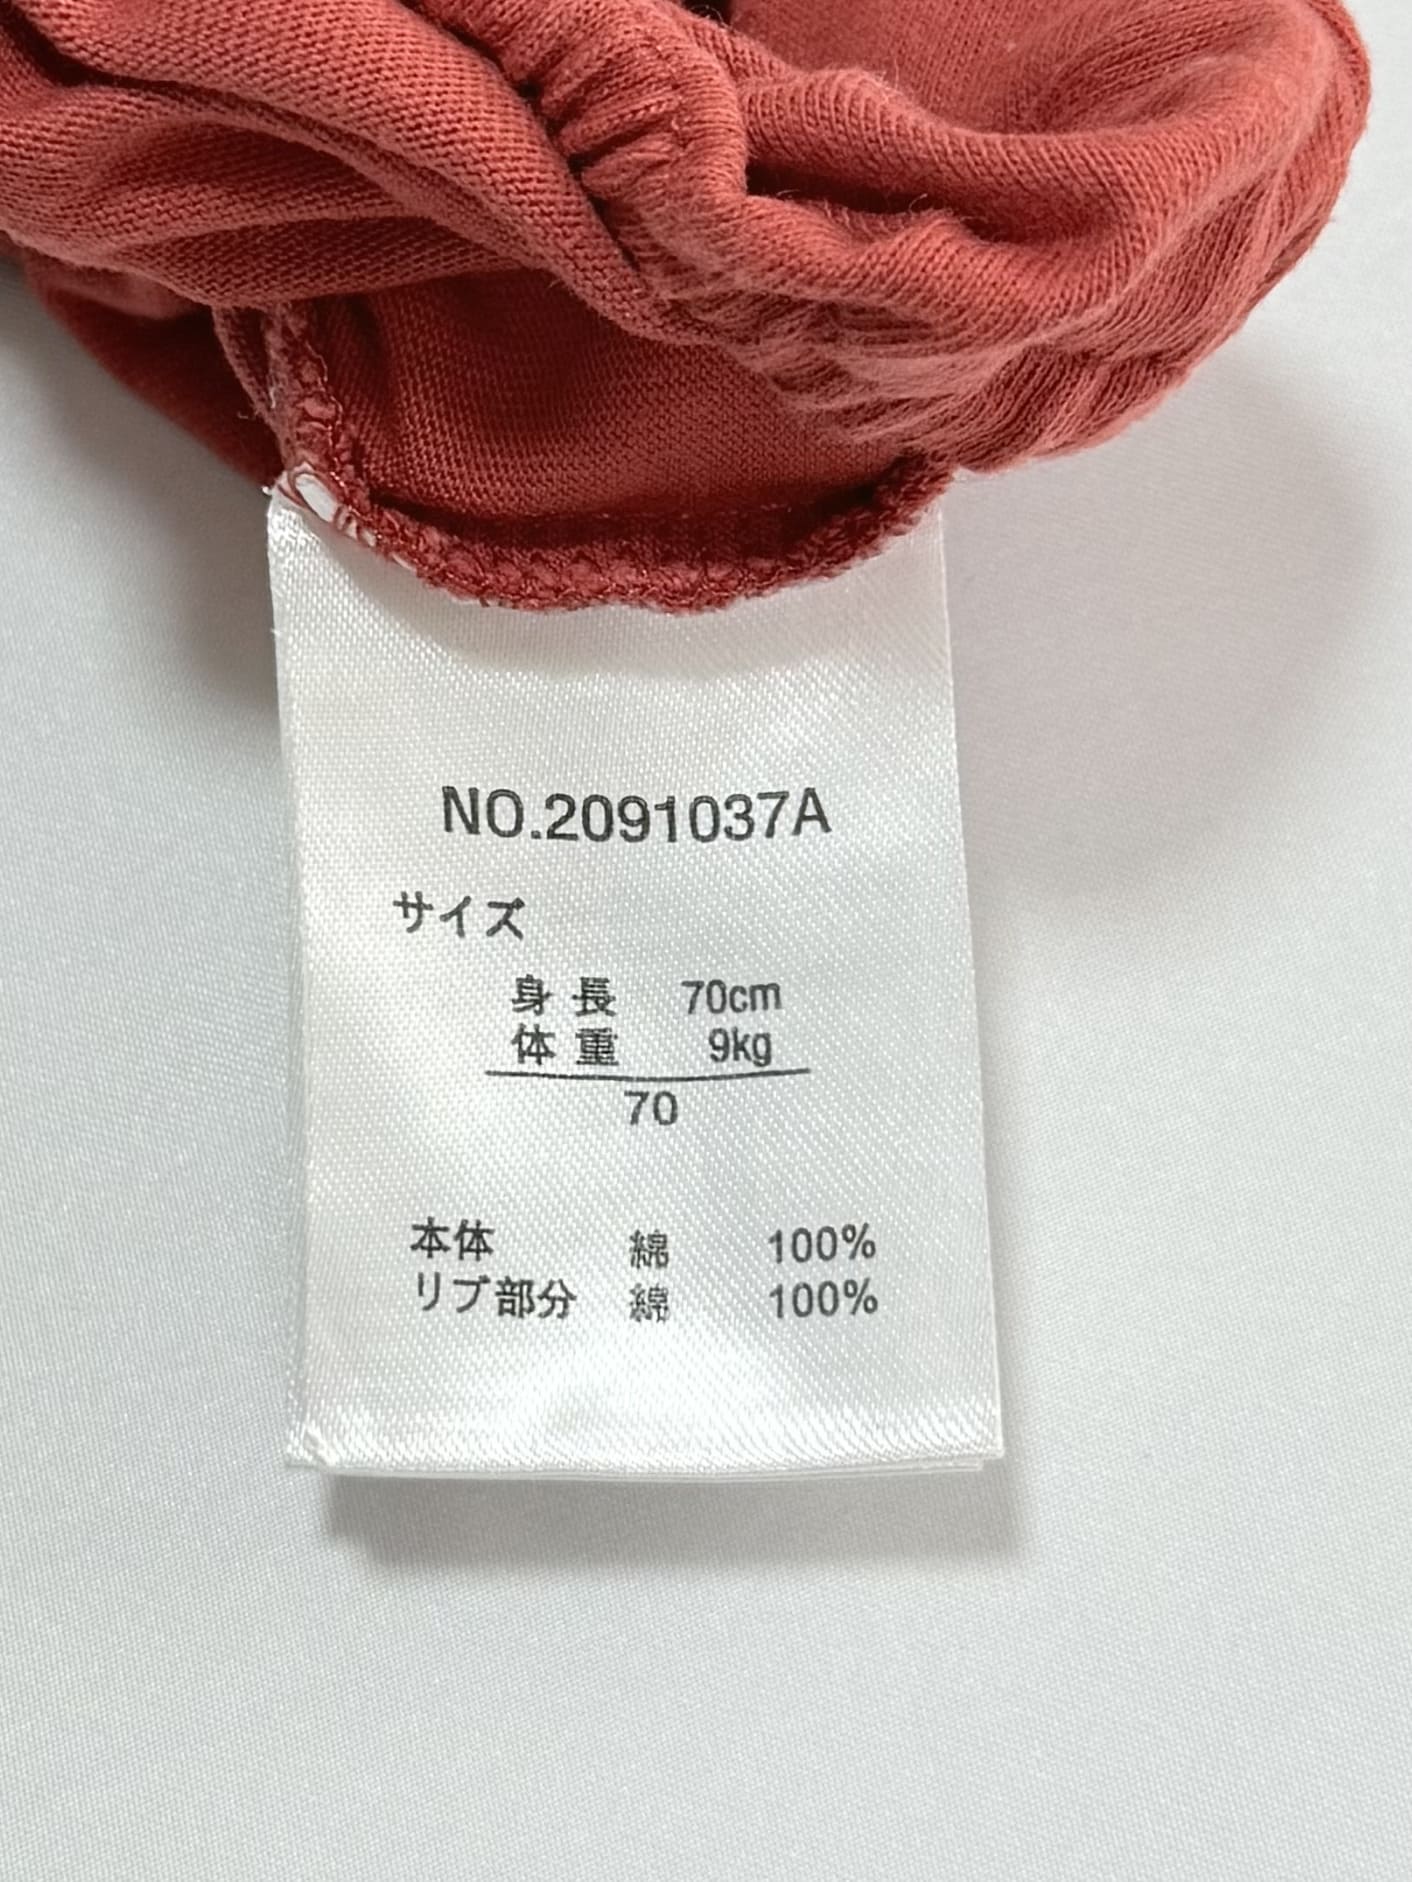 NO.2091037A
サイズ
身長 70cm
体重 9kg
70
本体 綿 100%
リブ部分 綿 100%